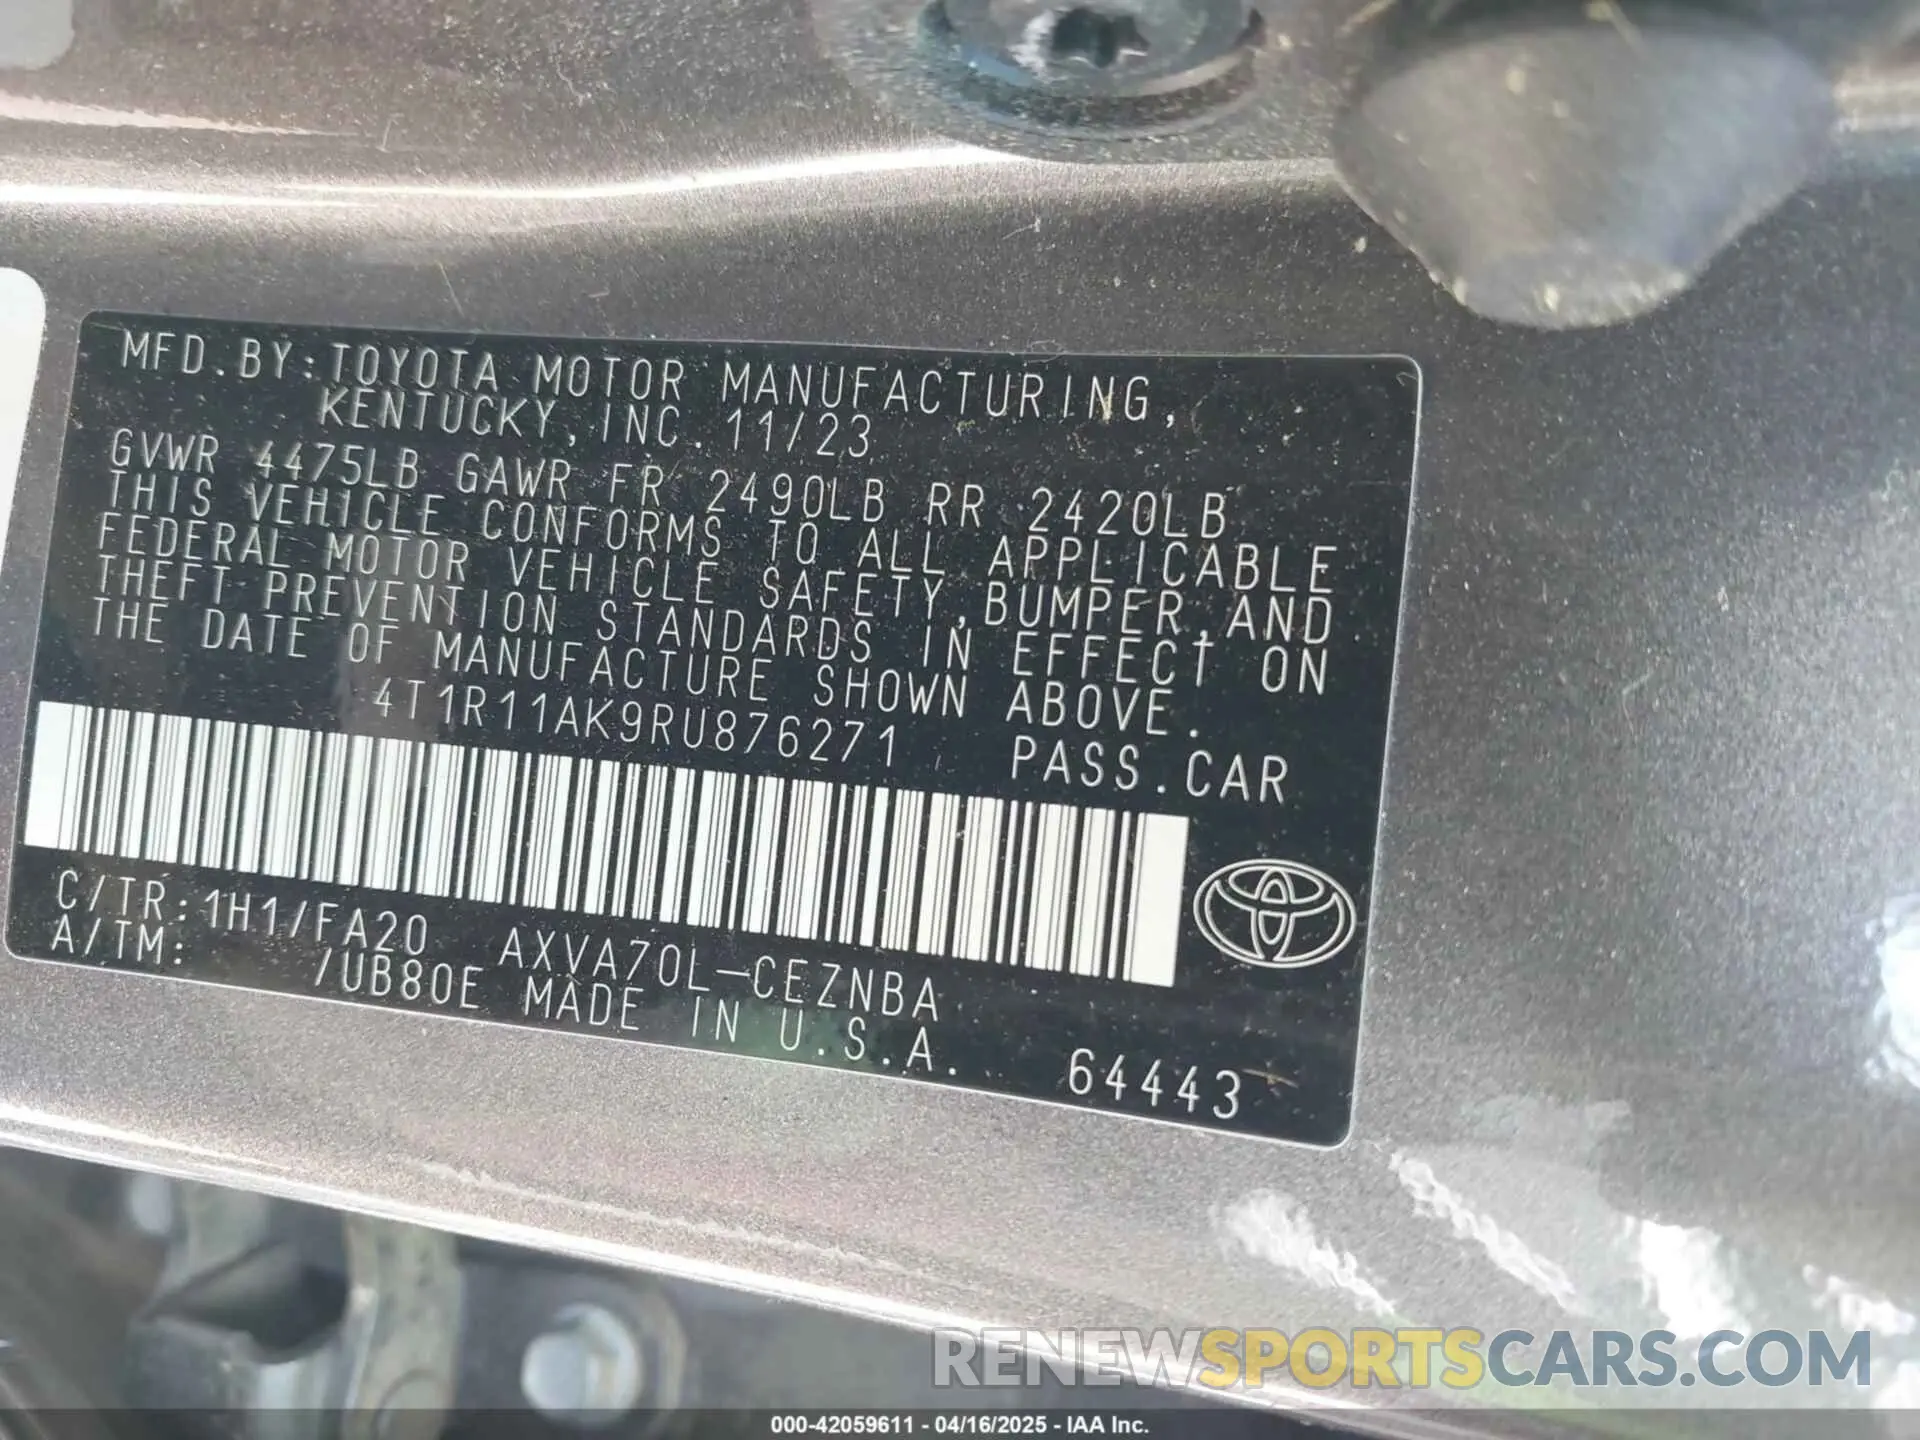 MFD.BY:TOYOTA MOTOR MANUFACTURING,
KENTUCKY,INC. 11/23
GVWR 4475LB GAWR FR 2490LB RR 2420LB
THIS VEHICLE CONFORMS TO ALL APPLICABLE
FEDERAL MOTOR VEHICLE SAFETY,BUMPER,AND
THEFT PREVENTION STANDARDS IN EFFECT ON
THE DATE OF MANUFACTURE SHOWN ABOVE.
4T1R11AK9RU876271 PASS.CAR
C/TR:1H1/FA20 AXVA70L-CEZNBA
A/TM: /UB80E MADE IN U.S.A.
64443
RENEWSPORTSCARS.COM
000-42059611 - 04/16/2025 - IAA Inc.